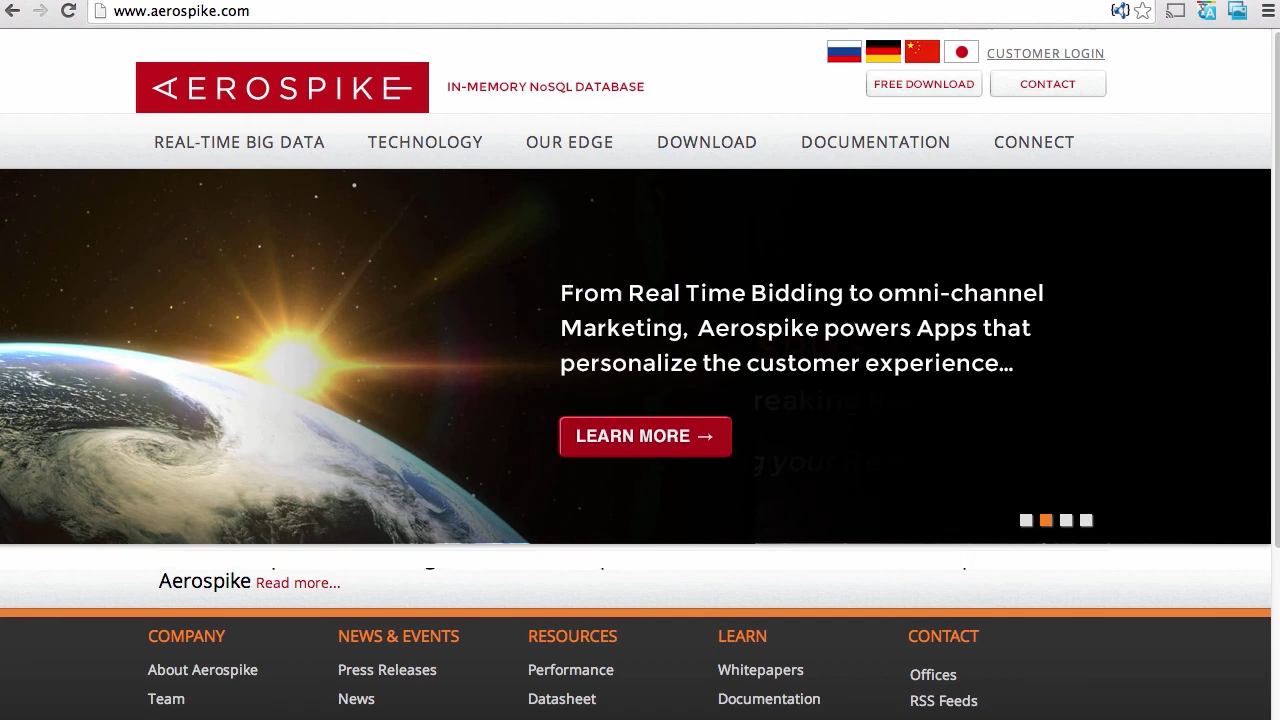 www.aerospike.com
CUSTOMER LOGIN
AEROSPIKE
IN-MEMORY NoSQL DATABASE
FREE DOWNLOAD
CONTACT
REAL-TIME BIG DATA
TECHNOLOGY
OUR EDGE
DOWNLOAD
DOCUMENTATION
CONNECT
From Real Time Bidding to omni-channel
Marketing, Aerospike powers Apps that
personalize the customer experience...
LEARN MORE →
Aerospike Read more...
COMPANY
About Aerospike
Team
NEWS & EVENTS
Press Releases
News
RESOURCES
Performance
Datasheet
LEARN
Whitepapers
Documentation
CONTACT
Offices
RSS Feeds